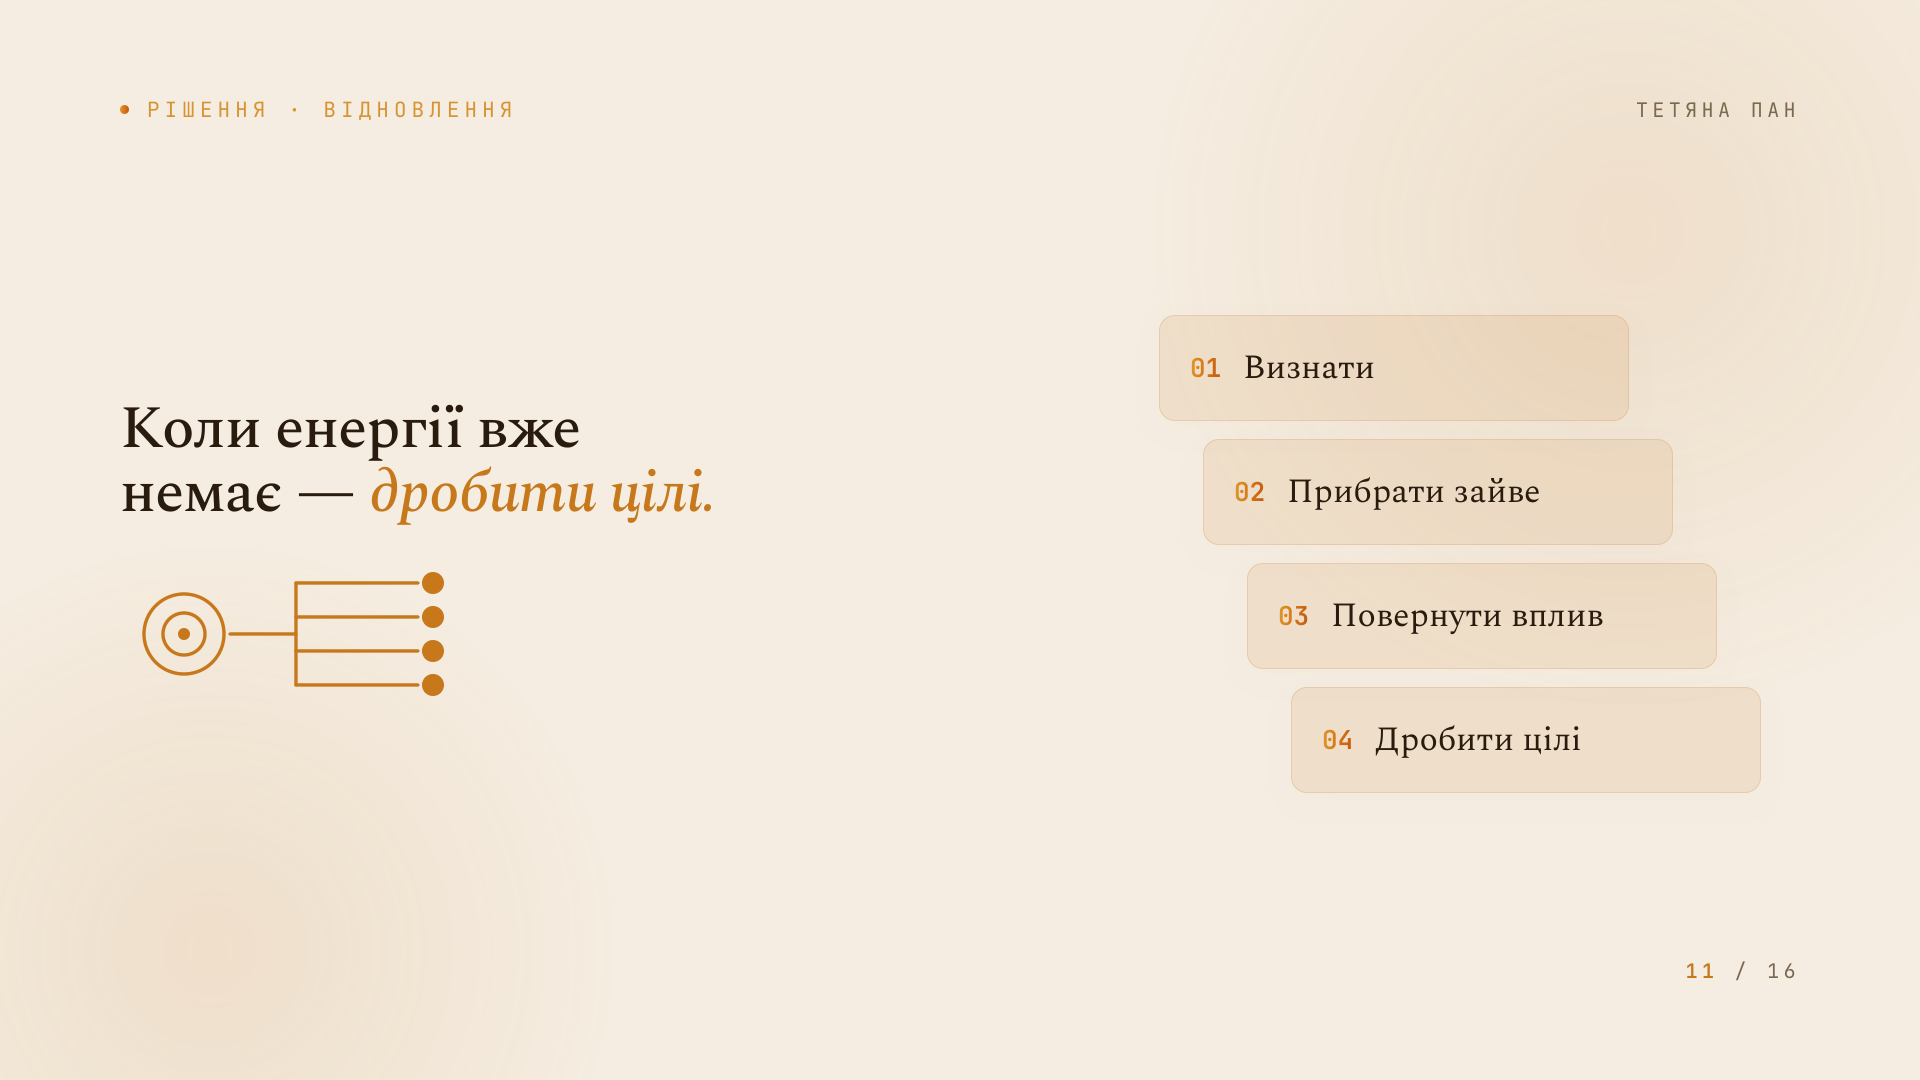 РІШЕННЯ · ВІДНОВЛЕННЯ
ТЕТЯНА ПАН
Коли енергії вже
немає — дробити цілі.
01 Визнати
02 Прибрати зайве
03 Повернути вплив
04 Дробити цілі
11 / 16